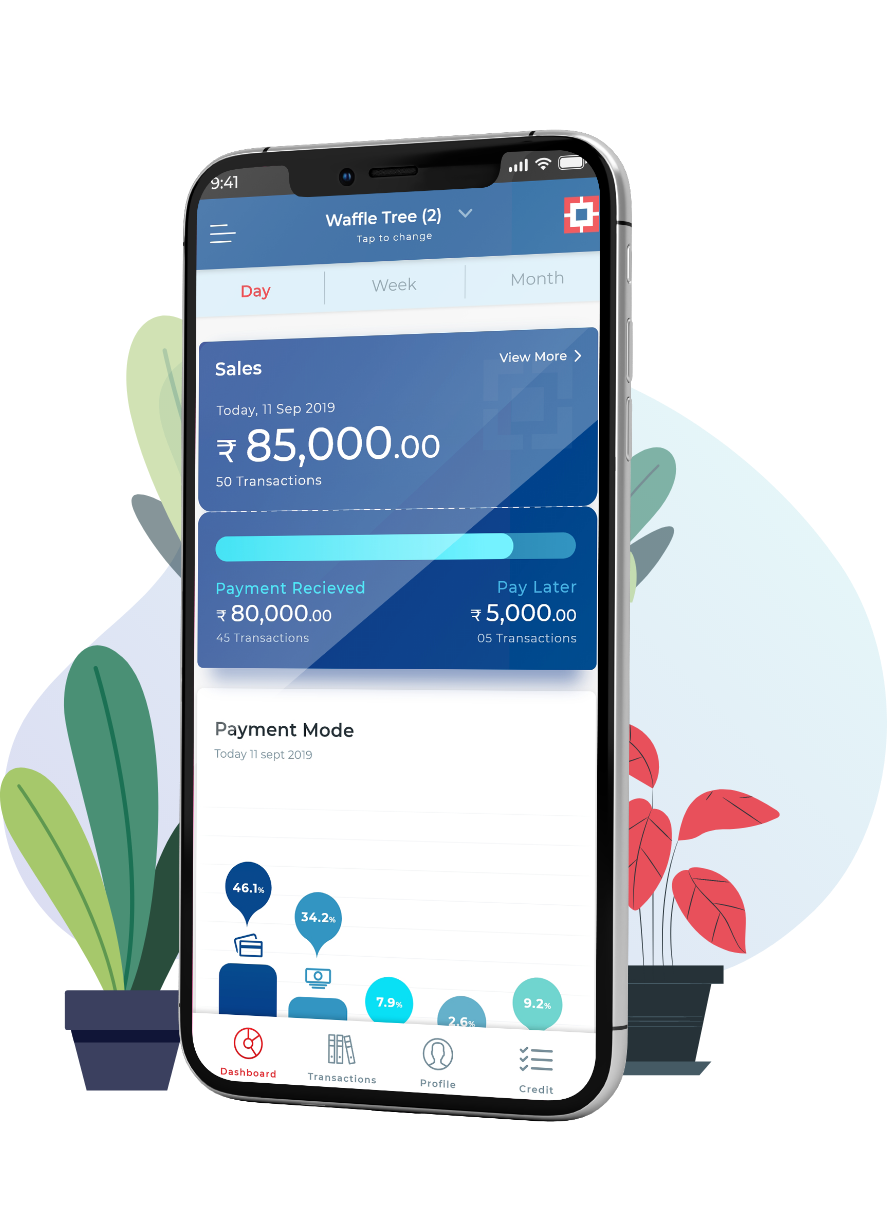 9:41
Waffle Tree (2)
Tap to change
Day Week Month
Sales View More
Today, 11 Sep 2019
₹ 85,000.00
50 Transactions
Payment Recieved Pay Later
₹ 80,000.00 ₹ 5,000.00
45 Transactions 05 Transactions
Payment Mode
Today 11 sept 2019
46.1%
34.2%
7.9%
2.6%
9.2%
Dashboard Transactions Profile Credit